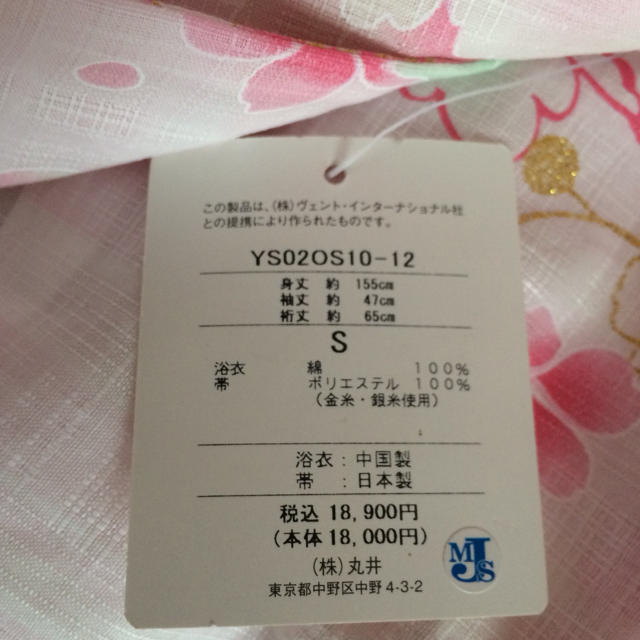 この製品は、(株)ヴェント・インターナショナル社
との提携により作られたものです。
YS02OS10-12
身丈 約 155cm
袖丈 約 47cm
裄丈 約 65cm
S
浴衣 綿 100%
帯 ポリエステル 100%
(金糸・銀糸使用)
浴衣:中国製
帯:日本製
税込 18,900円
(本体 18,000円)
(株)丸井
東京都中野区中野 4-3-2
MJS